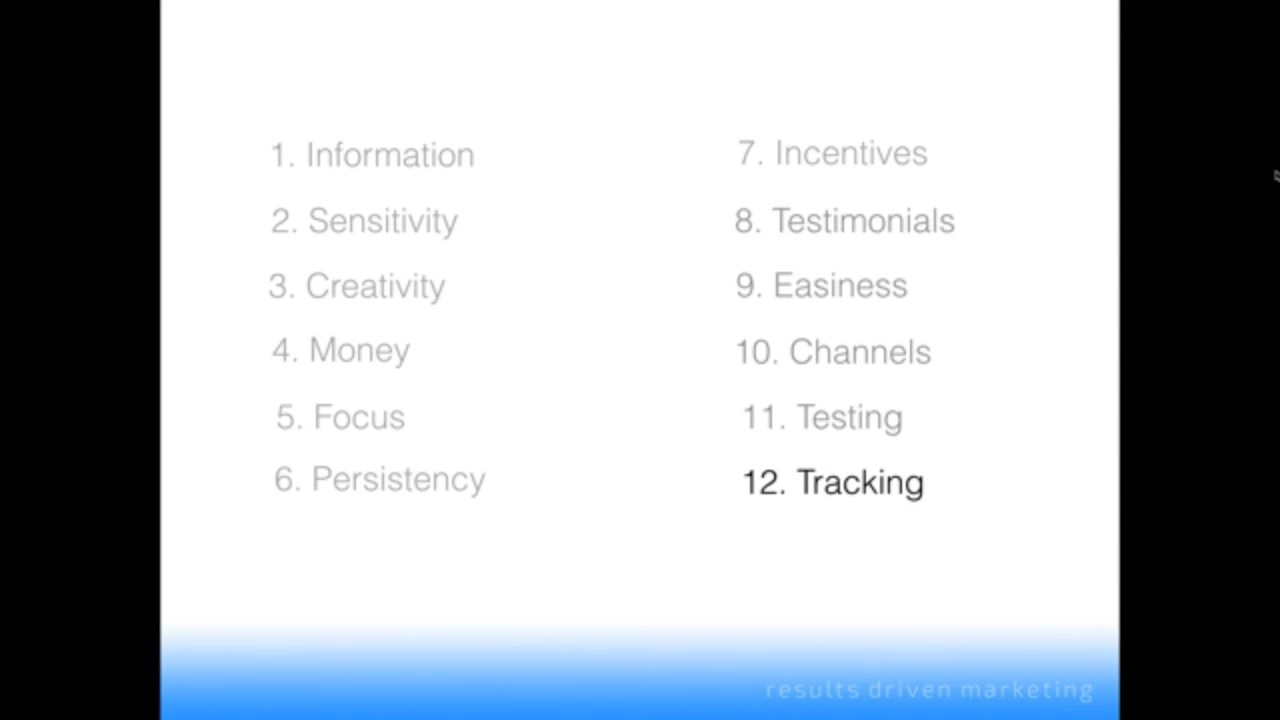 1. Information
2. Sensitivity
3. Creativity
4. Money
5. Focus
6. Persistency
7. Incentives
8. Testimonials
9. Easiness
10. Channels
11. Testing
12. Tracking
results driven marketing